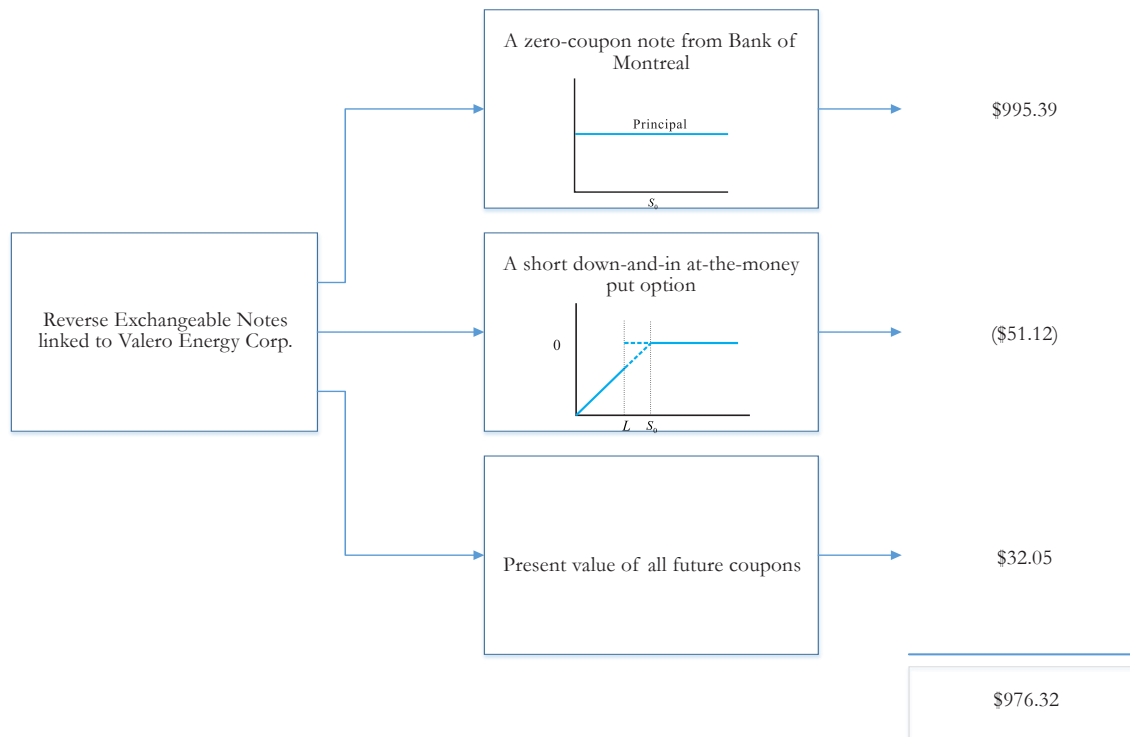 A zero-coupon note from Bank of
Montreal
Principal
S₀
$995.39
Reverse Exchangeable Notes
linked to Valero Energy Corp.
A short down-and-in at-the-money
put option
0
L S₀
($51.12)
Present value of all future coupons
$32.05
$976.32